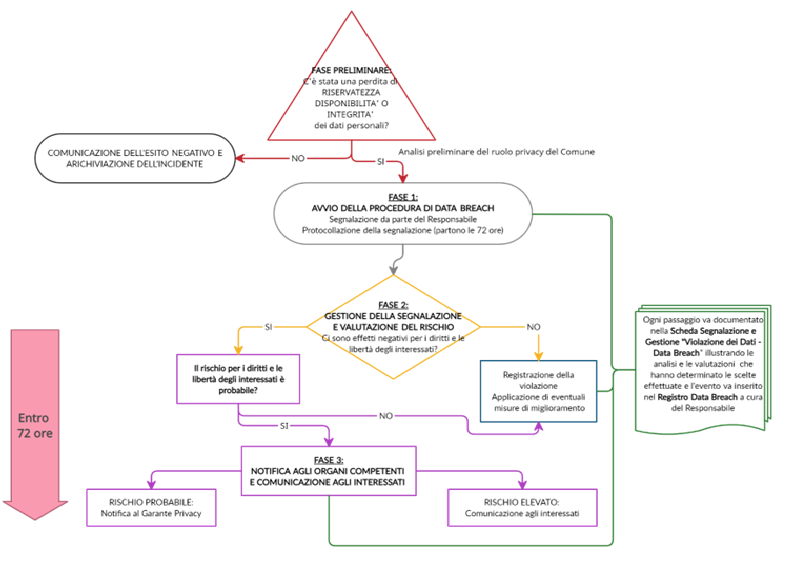 FASE PRELIMINARE:
C'è stata una perdita di
RISERVATEZZA
DISPONIBILITA' O
INTEGRITA'
dei dati personali?
COMUNICAZIONE DELL'ESITO NEGATIVO E
ARICHIVIAZIONE DELL'INCIDENTE
NO
SI
Analisi preliminare del ruolo privacy del Comune
FASE 1:
AVVIO DELLA PROCEDURA DI DATA BREACH
Segnalazione da parte del Responsabile
Protocollazione della segnalazione (partono le 72 ore)
FASE 2:
GESTIONE DELLA SEGNALAZIONE
E VALUTAZIONE DEL RISCHIO
Ci sono effetti negativi per i diritti e le
libertà degli interessati?
SI
NO
Il rischio per i diritti e le
libertà degli interessati è
probabile?
Registrazione della
violazione
Applicazione di eventuali
misure di miglioramento
Ogni passaggio va documentato
nella Scheda Segnalazione e
Gestione "Violazione dei Dati -
Data Breach" illustrando le
analisi e le valutazioni che
hanno determinato le scelte
effettuate e l'evento va inserito
nel Registro Data Breach a cura
del Responsabile
NO
SI
Entro
72 ore
FASE 3:
NOTIFICA AGLI ORGANI COMPETENTI
E COMUNICAZIONE AGLI INTERESSATI
RISCHIO PROBABILE:
Notifica al Garante Privacy
RISCHIO ELEVATO:
Comunicazione agli interessati